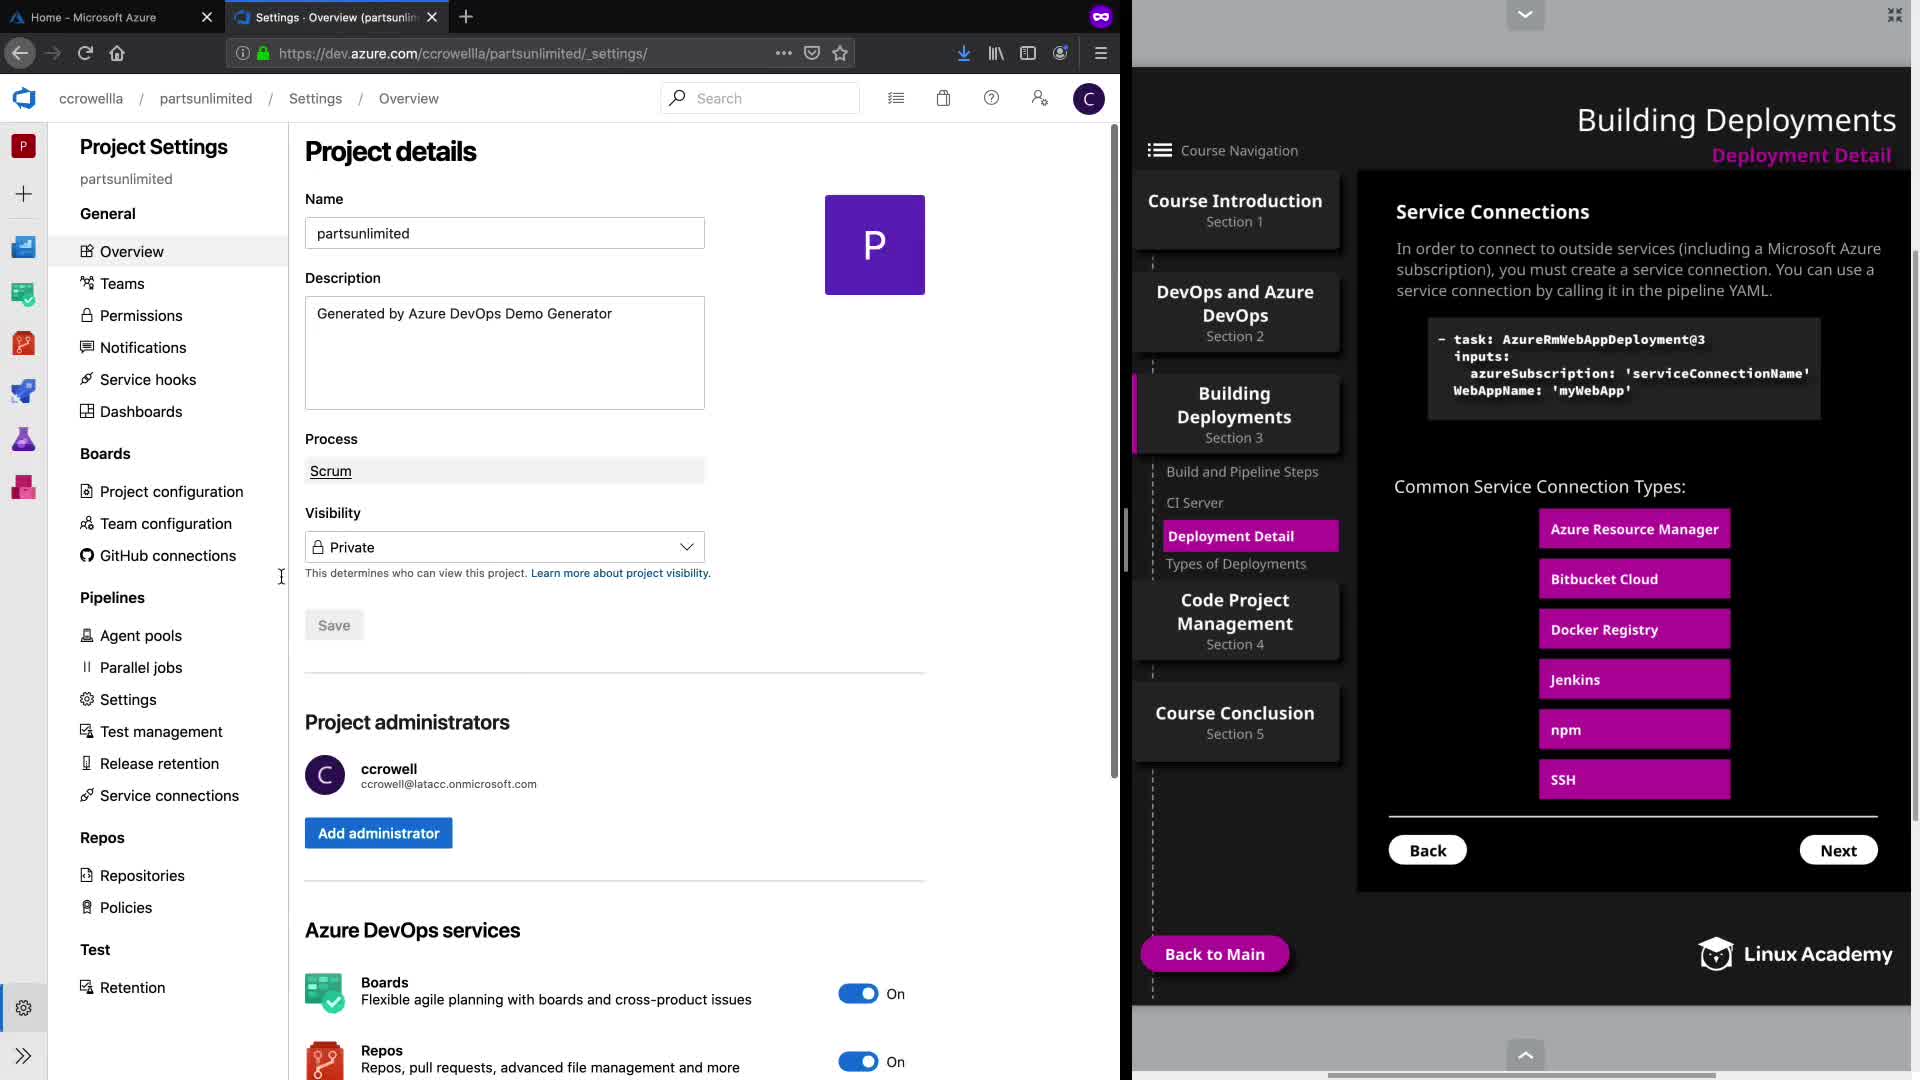 Home - Microsoft Azure
Settings · Overview (partsunlim
https://dev.azure.com/ccrowellla/partsunlimited/_settings/
ccrowellla / partsunlimited / Settings / Overview
Search
C
P
Project Settings
partsunlimited
General
Overview
Teams
Permissions
Notifications
Service hooks
Dashboards
Boards
Project configuration
Team configuration
GitHub connections
Pipelines
Agent pools
Parallel jobs
Settings
Test management
Release retention
Service connections
Repos
Repositories
Policies
Test
Retention
Project details
Name
partsunlimited
P
Description
Generated by Azure DevOps Demo Generator
Process
Scrum
Visibility
Private
This determines who can view this project. Learn more about project visibility.
Save
Project administrators
C
ccrowell
ccrowell@latacc.onmicrosoft.com
Add administrator
Azure DevOps services
Boards
Flexible agile planning with boards and cross-product issues
On
Repos
Repos, pull requests, advanced file management and more
On
Building Deployments
Deployment Detail
Course Navigation
Course Introduction
Section 1
DevOps and Azure
DevOps
Section 2
Building
Deployments
Section 3
Build and Pipeline Steps
CI Server
Deployment Detail
Types of Deployments
Code Project
Management
Section 4
Course Conclusion
Section 5
Back to Main
Service Connections
In order to connect to outside services (including a Microsoft Azure
subscription), you must create a service connection. You can use a
service connection by calling it in the pipeline YAML.
- task: AzureRmWebAppDeployment@3
inputs:
azureSubscription: 'serviceConnectionName'
WebAppName: 'myWebApp'
Common Service Connection Types:
Azure Resource Manager
Bitbucket Cloud
Docker Registry
Jenkins
npm
SSH
Back
Next
Linux Academy